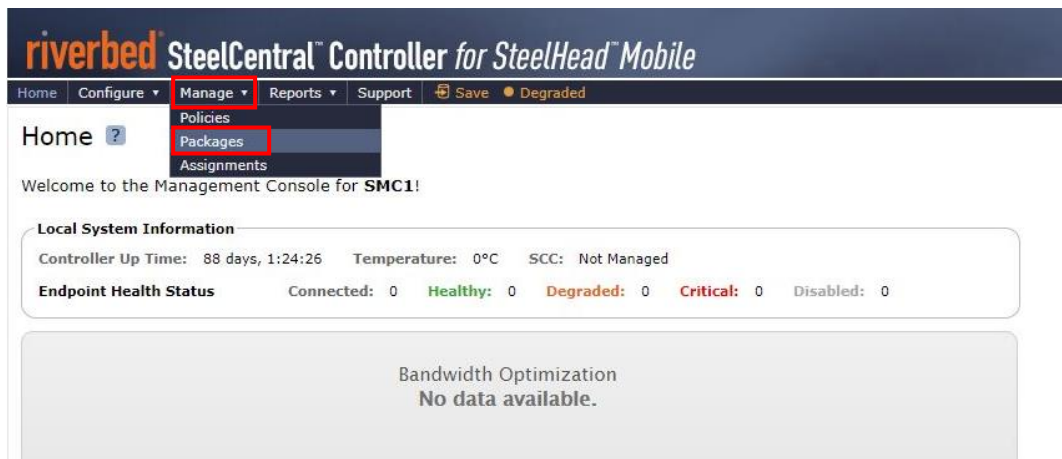 riverbed SteelCentral™ Controller for SteelHead™ Mobile
Home Configure ▾ Manage ▾ Reports ▾ Support Save Degraded
Policies
Packages
Assignments
Home ?
Welcome to the Management Console for SMC1!
Local System Information
Controller Up Time: 88 days, 1:24:26 Temperature: 0°C SCC: Not Managed
Endpoint Health Status Connected: 0 Healthy: 0 Degraded: 0 Critical: 0 Disabled: 0
Bandwidth Optimization
No data available.